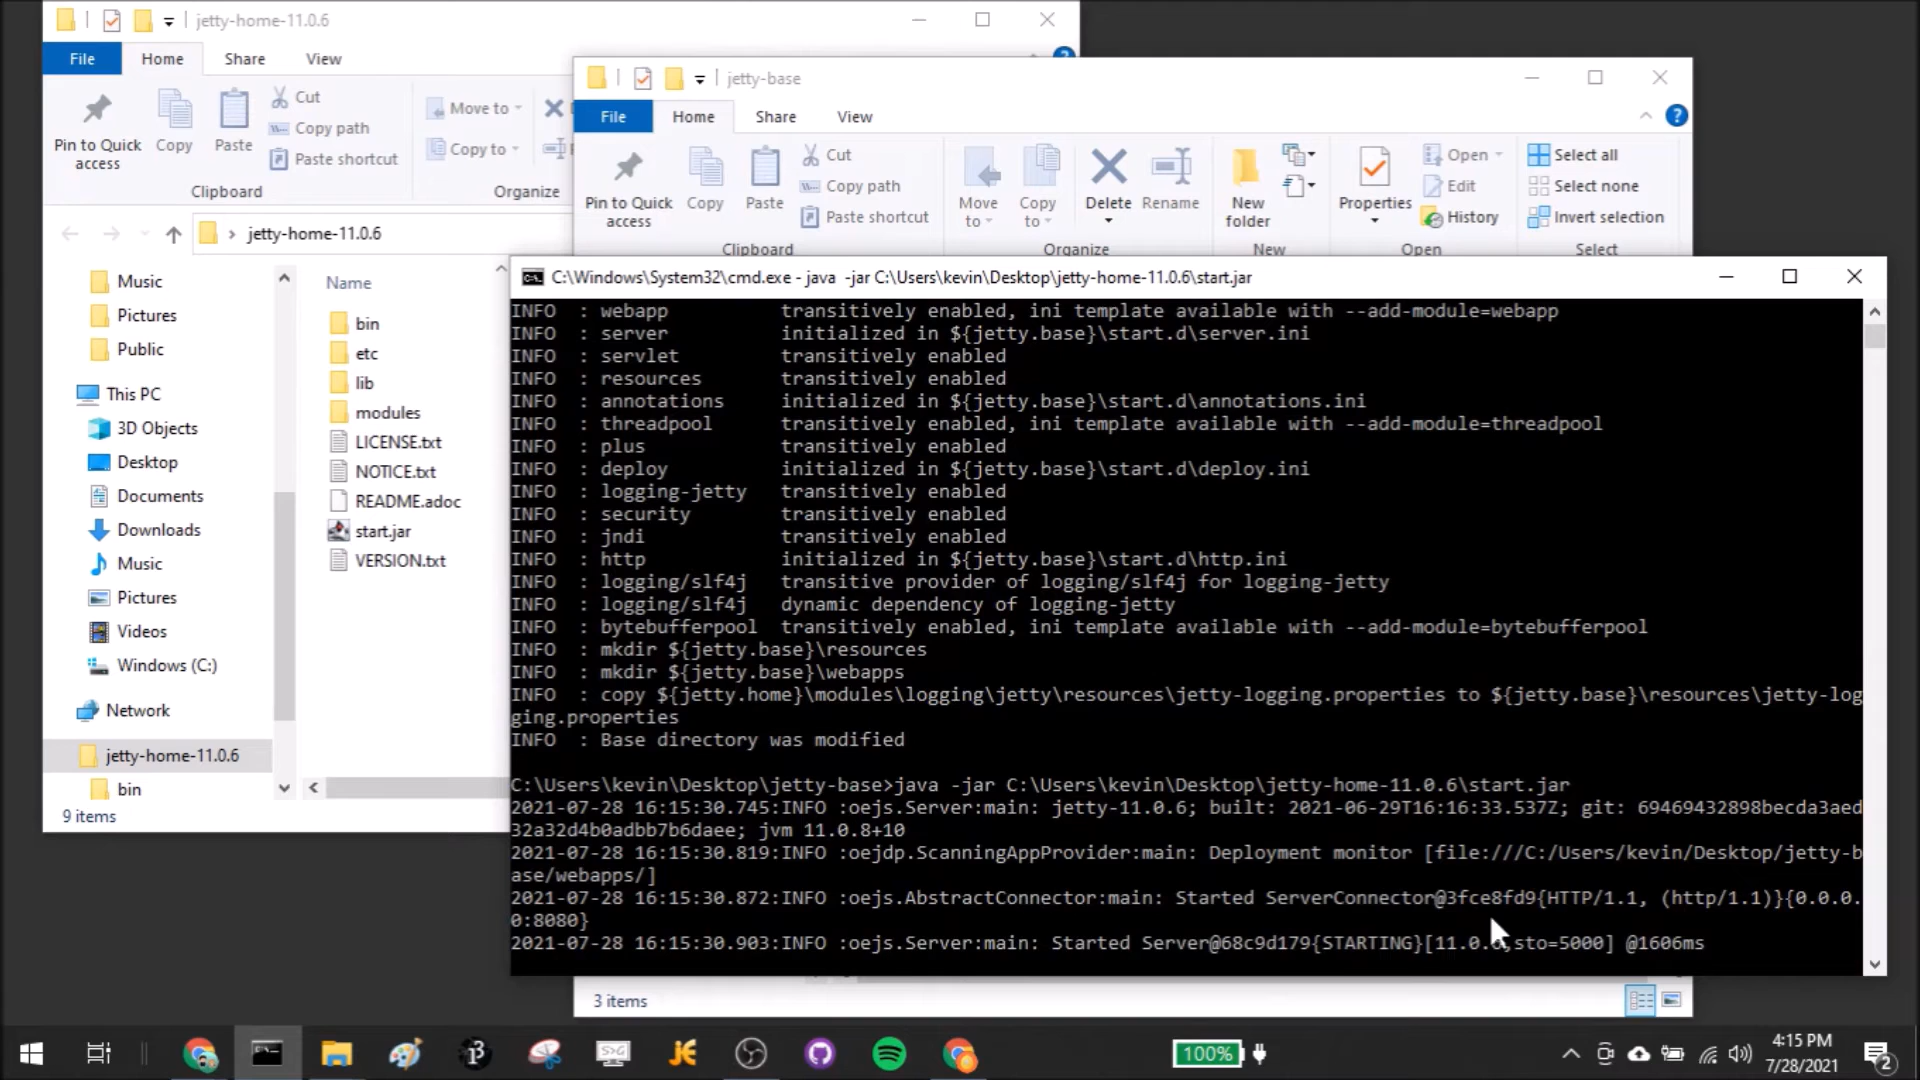 jetty-home-11.0.6
File Home Share View
Pin to Quick access
Copy
Paste
Cut
Copy path
Paste shortcut
Clipboard
Move to
Copy to
Organize
jetty-home-11.0.6
Music
Pictures
Public
This PC
3D Objects
Desktop
Documents
Downloads
Music
Pictures
Videos
Windows (C:)
Network
jetty-home-11.0.6
bin
Name
bin
etc
lib
modules
LICENSE.txt
NOTICE.txt
README.adoc
start.jar
VERSION.txt
9 items
jetty-base
File Home Share View
Pin to Quick access
Copy
Paste
Cut
Copy path
Paste shortcut
Clipboard
Move to
Copy to
Delete
Rename
Organize
New folder
New
Properties
Open
Edit
History
Open
Select all
Select none
Invert selection
Select
C:\Windows\System32\cmd.exe - java -jar C:\Users\kevin\Desktop\jetty-home-11.0.6\start.jar
INFO : webapp transitively enabled, ini template available with --add-module=webapp
INFO : server initialized in ${jetty.base}\start.d\server.ini
INFO : servlet transitively enabled
INFO : resources transitively enabled
INFO : annotations initialized in ${jetty.base}\start.d\annotations.ini
INFO : threadpool transitively enabled, ini template available with --add-module=threadpool
INFO : plus transitively enabled
INFO : deploy initialized in ${jetty.base}\start.d\deploy.ini
INFO : logging-jetty transitively enabled
INFO : security transitively enabled
INFO : jndi transitively enabled
INFO : http initialized in ${jetty.base}\start.d\http.ini
INFO : logging/slf4j transitive provider of logging/slf4j for logging-jetty
INFO : logging/slf4j dynamic dependency of logging-jetty
INFO : bytebufferpool transitively enabled, ini template available with --add-module=bytebufferpool
INFO : mkdir ${jetty.base}\resources
INFO : mkdir ${jetty.base}\webapps
INFO : copy ${jetty.home}\modules\logging\jetty\resources\jetty-logging.properties to ${jetty.base}\resources\jetty-log
ging.properties
INFO : Base directory was modified
C:\Users\kevin\Desktop\jetty-base>java -jar C:\Users\kevin\Desktop\jetty-home-11.0.6\start.jar
2021-07-28 16:15:30.745:INFO :oejs.Server:main: jetty-11.0.6; built: 2021-06-29T16:16:33.537Z; git: 69469432898becda3aed
32a32d4b0adbb7b6daee; jvm 11.0.8+10
2021-07-28 16:15:30.819:INFO :oejdp.ScanningAppProvider:main: Deployment monitor [file:///C:/Users/kevin/Desktop/jetty-b
ase/webapps/]
2021-07-28 16:15:30.872:INFO :oejs.AbstractConnector:main: Started ServerConnector@3fce8fd9{HTTP/1.1, (http/1.1)}{0.0.0.
0:8080}
2021-07-28 16:15:30.903:INFO :oejs.Server:main: Started Server@68c9d179{STARTING}[11.0.6,sto=5000] @1606ms
3 items
100%
4:15 PM
7/28/2021
2